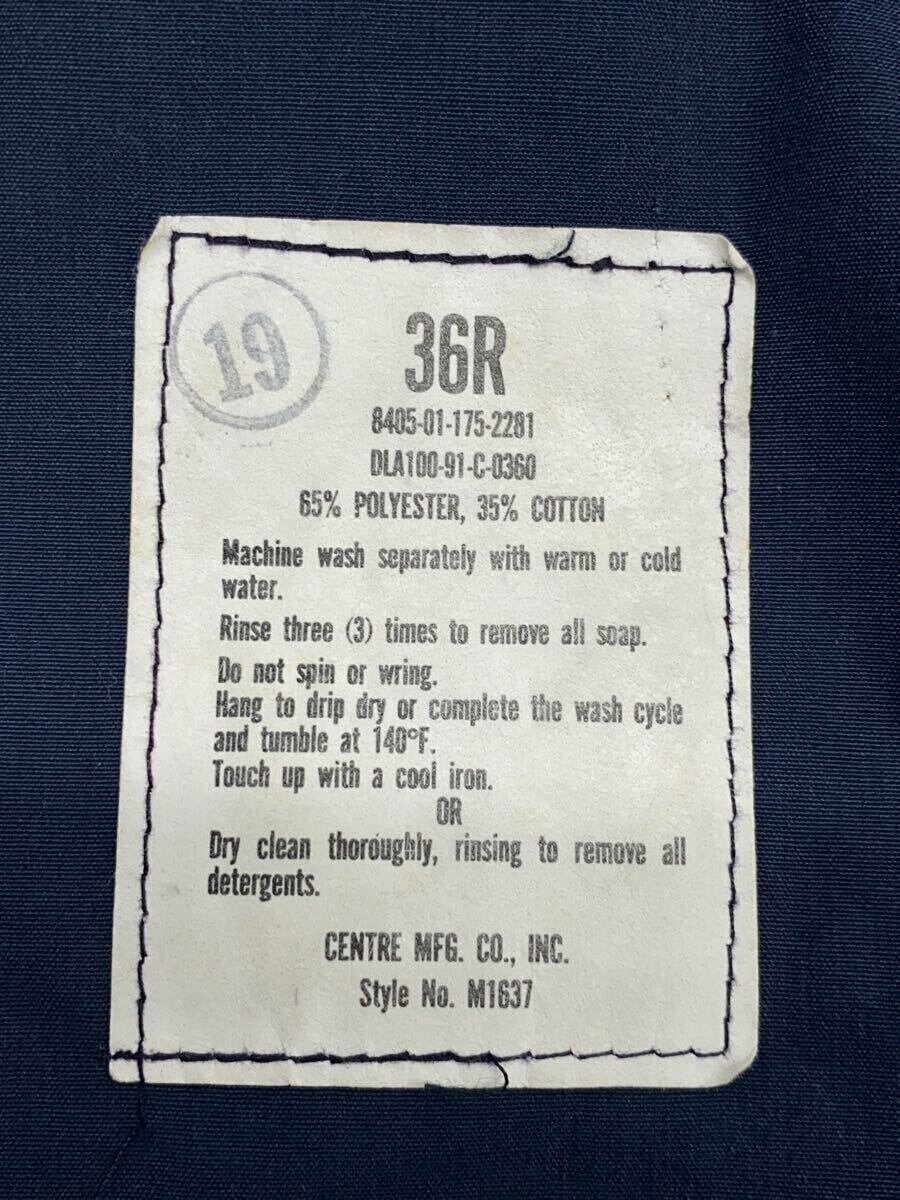 19
36R
8405-01-175-2281
DLA100-91-C-0360
65% POLYESTER, 35% COTTON
Machine wash separately with warm or cold
water.
Rinse three (3) times to remove all soap.
Do not spin or wring.
Hang to drip dry or complete the wash cycle
and tumble at 140°F.
Touch up with a cool iron.
OR
Dry clean thoroughly, rinsing to remove all
detergents.
CENTRE MFG. CO., INC.
Style No. M1637